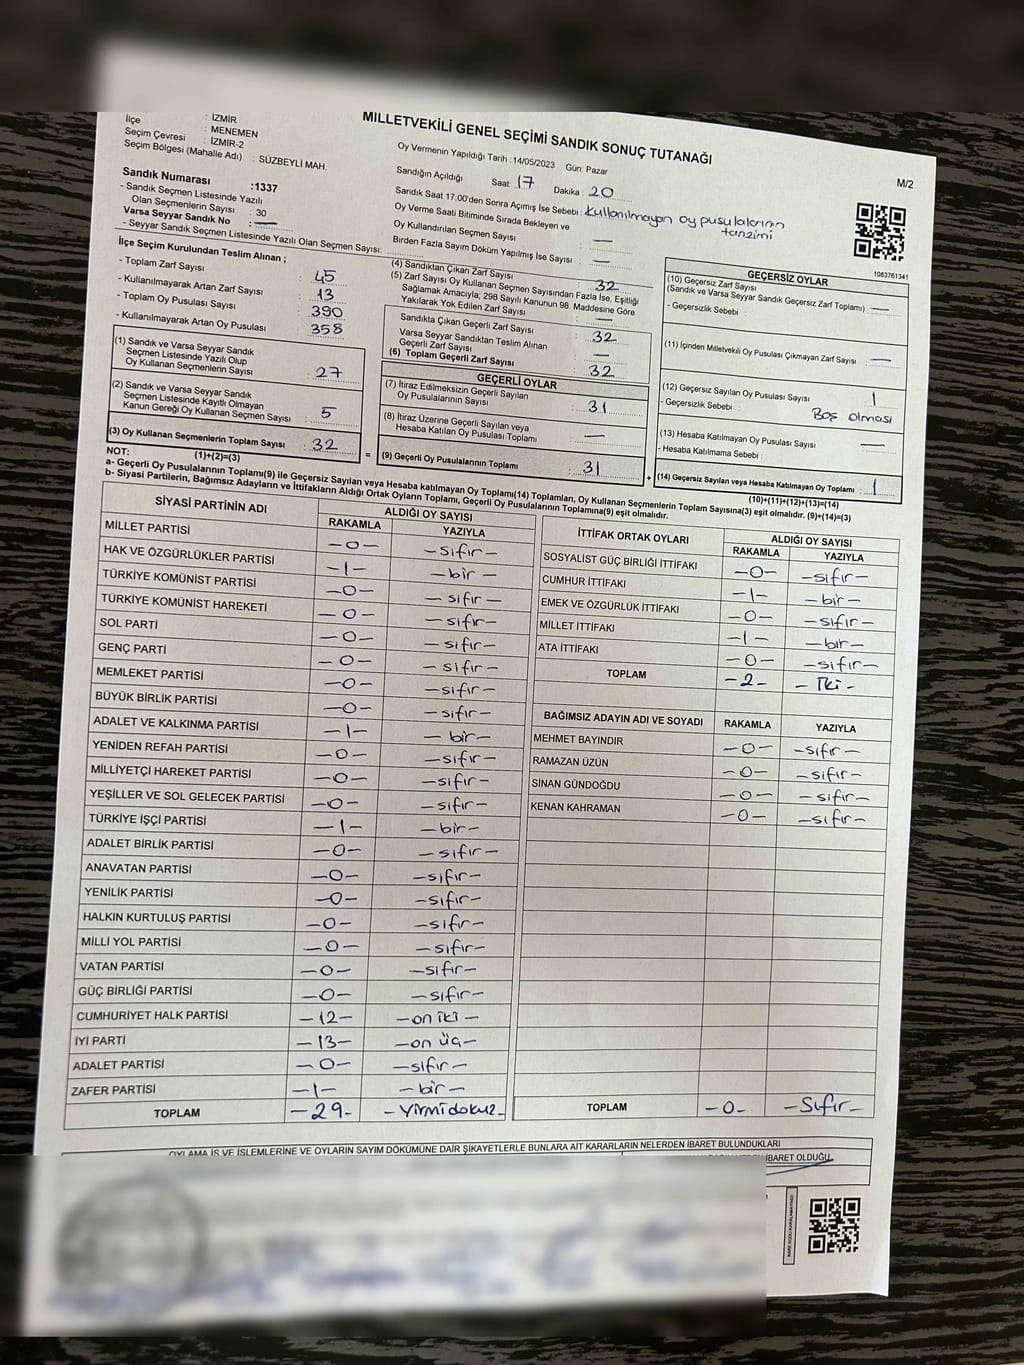 MİLLETVEKİLİ GENEL SEÇİMİ SANDIK SONUÇ TUTANAĞI
M/2
: İZMİR
İlçe : MENEMEN
Seçim Çevresi : İZMİR-2
Seçim Bölgesi (Mahalle Adı) : SÜZBEYLİ MAH.
Sandık Numarası :1337
- Sandık Seçmen Listesinde Yazılı
Olan Seçmenlerin Sayısı : 30
Varsa Seyyar Sandık No : —
- Seyyar Sandık Seçmen Listesinde Yazılı Olan Seçmen Sayısı:
Oy Vermenin Yapıldığı Tarih :14/05/2023 Gün: Pazar
Sandığın Açıldığı Saat 17 Dakika : 20
Sandık Saat 17:00'den Sonra Açımış İse Sebebi : kullanılmayan oy pusulalarının
tanzimi
Oy Verme Saati Bitiminde Sırada Bekleyen ve
Oy Kullandırılan Seçmen Sayısı : —
Birden Fazla Sayım Döküm Yapılmış İse Sayısı : —
1083761341
İlçe Seçim Kurulundan Teslim Alınan ;
- Toplam Zarf Sayısı : 45
- Kullanılmayarak Artan Zarf Sayısı : 13
- Toplam Oy Pusulası Sayısı : 390
- Kullanılmayarak Artan Oy Pusulası : 358
(1) Sandık ve Varsa Seyyar Sandık
Seçmen Listesinde Yazılı Olup
Oy Kullanan Seçmenlerin Sayısı : 27
(2) Sandık ve Varsa Seyyar Sandık
Seçmen Listesinde Kayıtlı Olmayan
Kanun Gereği Oy Kullanan Seçmen Sayısı : 5
(3) Oy Kullanan Seçmenlerin Toplam Sayısı : 32
(1)+(2)=(3)
(4) Sandıktan Çıkan Zarf Sayısı : 32
(5) Zarf Sayısı Oy Kullanan Seçmen Sayısından Fazla İse, Eşitliği
Sağlamak Amacıyla, 298 Sayılı Kanunun 98. Maddesine Göre
Yakılarak Yok Edilen Zarf Sayısı : —
Sandıkta Çıkan Geçerli Zarf Sayısı : 32
Varsa Seyyar Sandıktan Teslim Alınan
Geçerli Zarf Sayısı : —
(6) Toplam Geçerli Zarf Sayısı : 32
GEÇERLİ OYLAR
(7) İtiraz Edilmeksizin Geçerli Sayılan
Oy Pusulalarının Sayısı : 31
(8) İtiraz Üzerine Geçerli Sayılan veya
Hesaba Katılan Oy Pusulası Toplamı : —
= (9) Geçerli Oy Pusulalarının Toplamı : 31 +
GEÇERSİZ OYLAR
(10) Geçersiz Zarf Sayısı
(Sandık ve Varsa Seyyar Sandık Geçersiz Zarf Toplamı) : —
- Geçersizlik Sebebi :
(11) İçinden Milletvekili Oy Pusulası Çıkmayan Zarf Sayısı : —
(12) Geçersiz Sayılan Oy Pusulası Sayısı : 1
- Geçersizlik Sebebi : Boş olması
(13) Hesaba Katılmayan Oy Pusulası Sayısı : —
- Hesaba Katılmama Sebebi :
(14) Geçersiz Sayılan veya Hesaba Katılmayan Oy Toplamı : 1
(10)+(11)+(12)+(13)=(14)
NOT:
a- Geçerli Oy Pusulalarının Toplamı(9) ile Geçersiz Sayılan veya Hesaba katılmayan Oy Toplamı(14) Toplamları, Oy Kullanan Seçmenlerin Toplam Sayısına(3) eşit olmalıdır. (9)+(14)=(3)
b- Siyasi Partilerin, Bağımsız Adayların ve İttifakların Aldığı Ortak Oyların Toplamı, Geçerli Oy Pusulalarının Toplamına(9) eşit olmalıdır.
SİYASİ PARTİNİN ADI ALDIĞI OY SAYISI
RAKAMLA YAZIYLA
MİLLET PARTİSİ -0- -sıfır-
HAK VE ÖZGÜRLÜKLER PARTİSİ -1- -bir-
TÜRKİYE KOMÜNİST PARTİSİ -0- -sıfır-
TÜRKİYE KOMÜNİST HAREKETİ -0- -sıfır-
SOL PARTİ -0- -sıfır-
GENÇ PARTİ -0- -sıfır-
MEMLEKET PARTİSİ -0- -sıfır-
BÜYÜK BİRLİK PARTİSİ -0- -sıfır-
ADALET VE KALKINMA PARTİSİ -1- -bir-
YENİDEN REFAH PARTİSİ -0- -sıfır-
MİLLİYETÇİ HAREKET PARTİSİ -0- -sıfır-
YEŞİLLER VE SOL GELECEK PARTİSİ -0- -sıfır-
TÜRKİYE İŞÇİ PARTİSİ -1- -bir-
ADALET BİRLİK PARTİSİ -0- -sıfır-
ANAVATAN PARTİSİ -0- -sıfır-
YENİLİK PARTİSİ -0- -sıfır-
HALKIN KURTULUŞ PARTİSİ -0- -sıfır-
MİLLİ YOL PARTİSİ -0- -sıfır-
VATAN PARTİSİ -0- -sıfır-
GÜÇ BİRLİĞİ PARTİSİ -0- -sıfır-
CUMHURİYET HALK PARTİSİ -12- -on iki-
İYİ PARTİ -13- -on üç-
ADALET PARTİSİ -0- -sıfır-
ZAFER PARTİSİ -1- -bir-
TOPLAM -29- -Yirmidokuz-
İTTİFAK ORTAK OYLARI ALDIĞI OY SAYISI
RAKAMLA YAZIYLA
SOSYALİST GÜÇ BİRLİĞİ İTTİFAKI -0- -sıfır-
CUMHUR İTTİFAKI -1- -bir-
EMEK VE ÖZGÜRLÜK İTTİFAKI -0- -sıfır-
MİLLET İTTİFAKI -1- -bir-
ATA İTTİFAKI -0- -sıfır-
TOPLAM -2- -İki-
BAĞIMSIZ ADAYIN ADI VE SOYADI RAKAMLA YAZIYLA
MEHMET BAYINDIR -0- -sıfır-
RAMAZAN ÜZÜN -0- -sıfır-
SİNAN GÜNDOĞDU -0- -sıfır-
KENAN KAHRAMAN -0- -sıfır-
TOPLAM -0- -Sıfır-
OYLAMA İŞ VE İŞLEMLERİNE VE OYLARIN SAYIM DÖKÜMÜNE DAİR ŞİKAYETLERLE BUNLARA AİT KARARLARIN NELERDEN İBARET BULUNDUKLARI
İBARET OLDUĞU